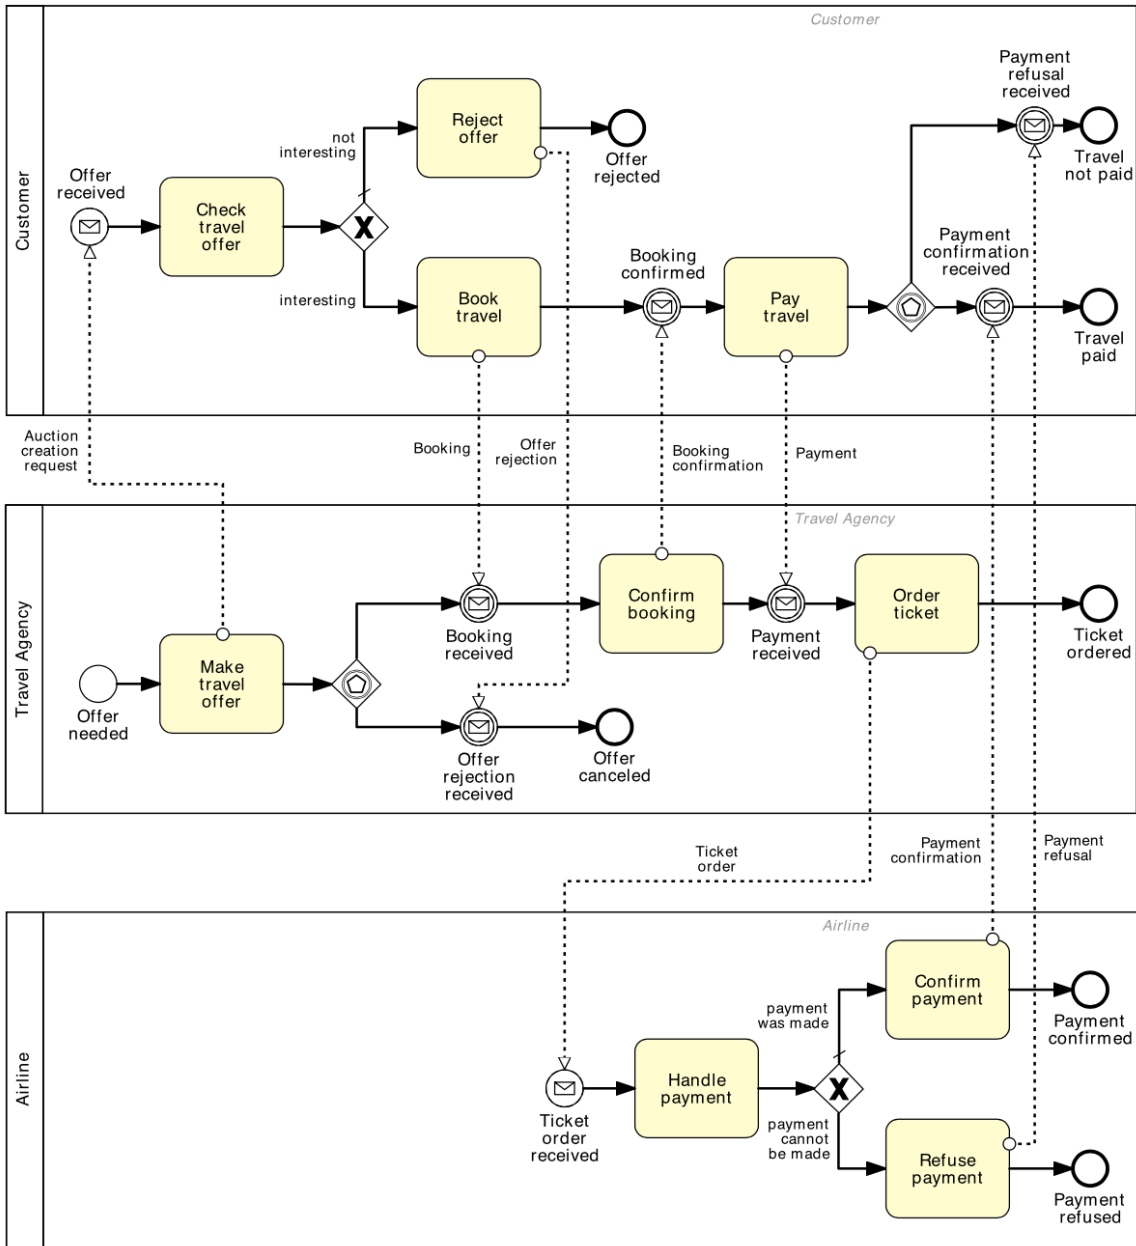 Customer
Customer
Payment
refusal
received
Reject
offer
not
interesting
Offer
rejected
Travel
not paid
Offer
received
Check
travel
offer
X
Payment
confirmation
received
Booking
confirmed
interesting
Book
travel
Pay
travel
Travel
paid
Auction
creation
request
Booking
Offer
rejection
Booking
confirmation
Payment
Travel Agency
Travel Agency
Confirm
booking
Order
ticket
Booking
received
Payment
received
Ticket
ordered
Make
travel
offer
Offer
needed
Offer
rejection
received
Offer
canceled
Ticket
order
Payment
confirmation
Payment
refusal
Airline
Airline
Confirm
payment
payment
was made
Payment
confirmed
Handle
payment
X
Ticket
order
received
payment
cannot
be made
Refuse
payment
Payment
refused